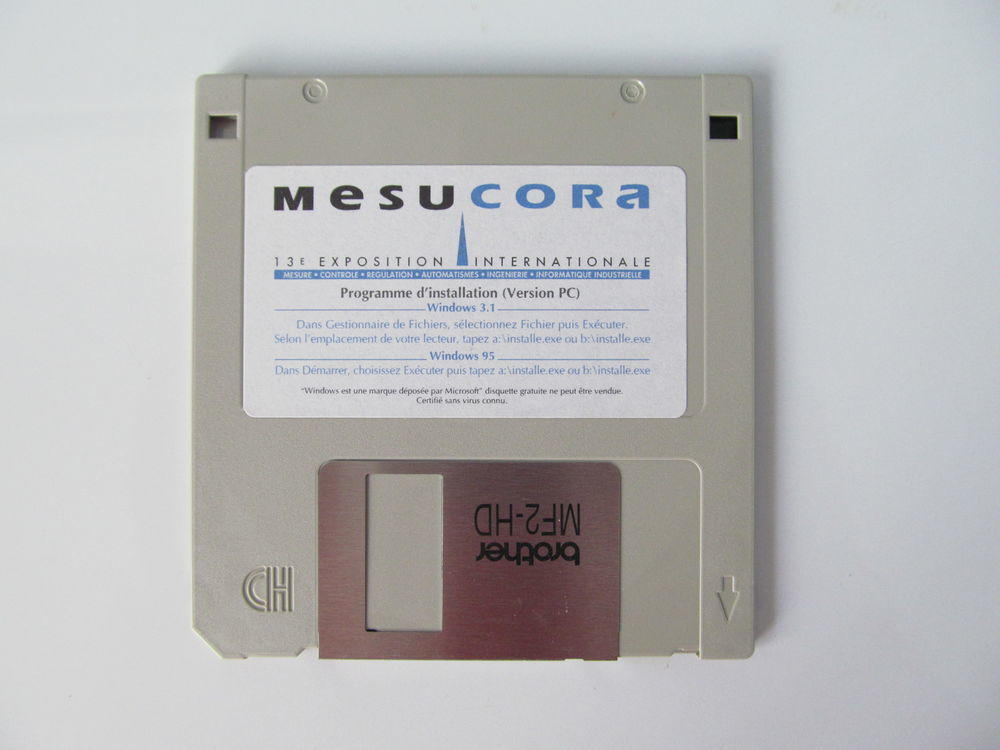 MesuCORa
13E EXPOSITION INTERNATIONALE
MESURE • CONTROLE • REGULATION • AUTOMATISMES • INGENIERIE • INFORMATIQUE INDUSTRIELLE
Programme d'installation (Version PC)
Windows 3.1
Dans Gestionnaire de Fichiers, sélectionnez Fichier puis Exécuter.
Selon l'emplacement de votre lecteur, tapez a:\installe.exe ou b:\installe.exe
Windows 95
Dans Démarrer, choisissez Exécuter puis tapez a:\installe.exe ou b:\installe.exe
"Windows est une marque déposée par Microsoft" disquette gratuite ne peut être vendue.
Certifié sans virus connu.
brother
MF2-HD
CH